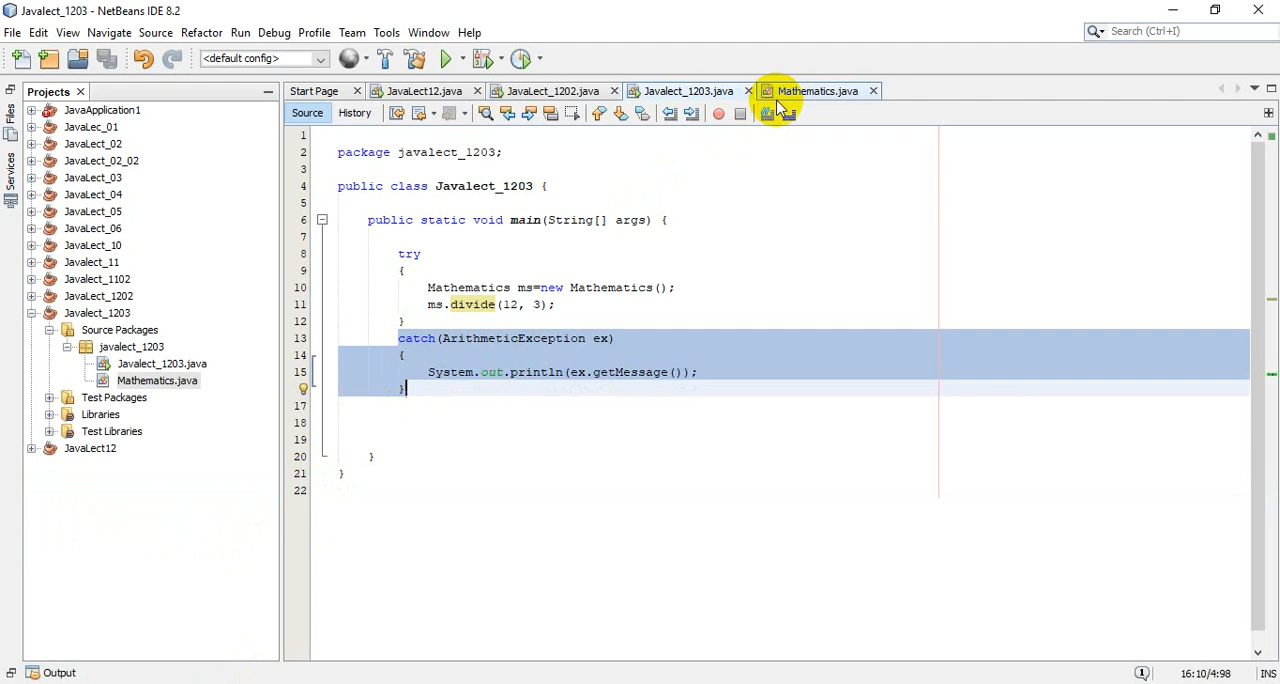 Javalect_1203 - NetBeans IDE 8.2
File Edit View Navigate Source Refactor Run Debug Profile Team Tools Window Help
Search (Ctrl+I)
<default config>
Projects
Start Page
JavaLect12.java
JavaLect_1202.java
Javalect_1203.java
Mathematics.java
Files
Services
Source
History
JavaApplication1
JavaLec_01
JavaLect_02
JavaLect_02_02
JavaLect_03
JavaLect_04
JavaLect_05
JavaLect_06
JavaLect_10
Javalect_11
Javalect_1102
JavaLect_1202
Javalect_1203
Source Packages
javalect_1203
Javalect_1203.java
Mathematics.java
Test Packages
Libraries
Test Libraries
JavaLect12
1
2 package javalect_1203;
3
4 public class Javalect_1203 {
5
6 public static void main(String[] args) {
7
8 try
9 {
10 Mathematics ms=new Mathematics();
11 ms.divide(12, 3);
12 }
13 catch(ArithmeticException ex)
14 {
15 System.out.println(ex.getMessage());
}
17
18
19
20 }
21 }
22
Output
1
16:10/4:98
INS